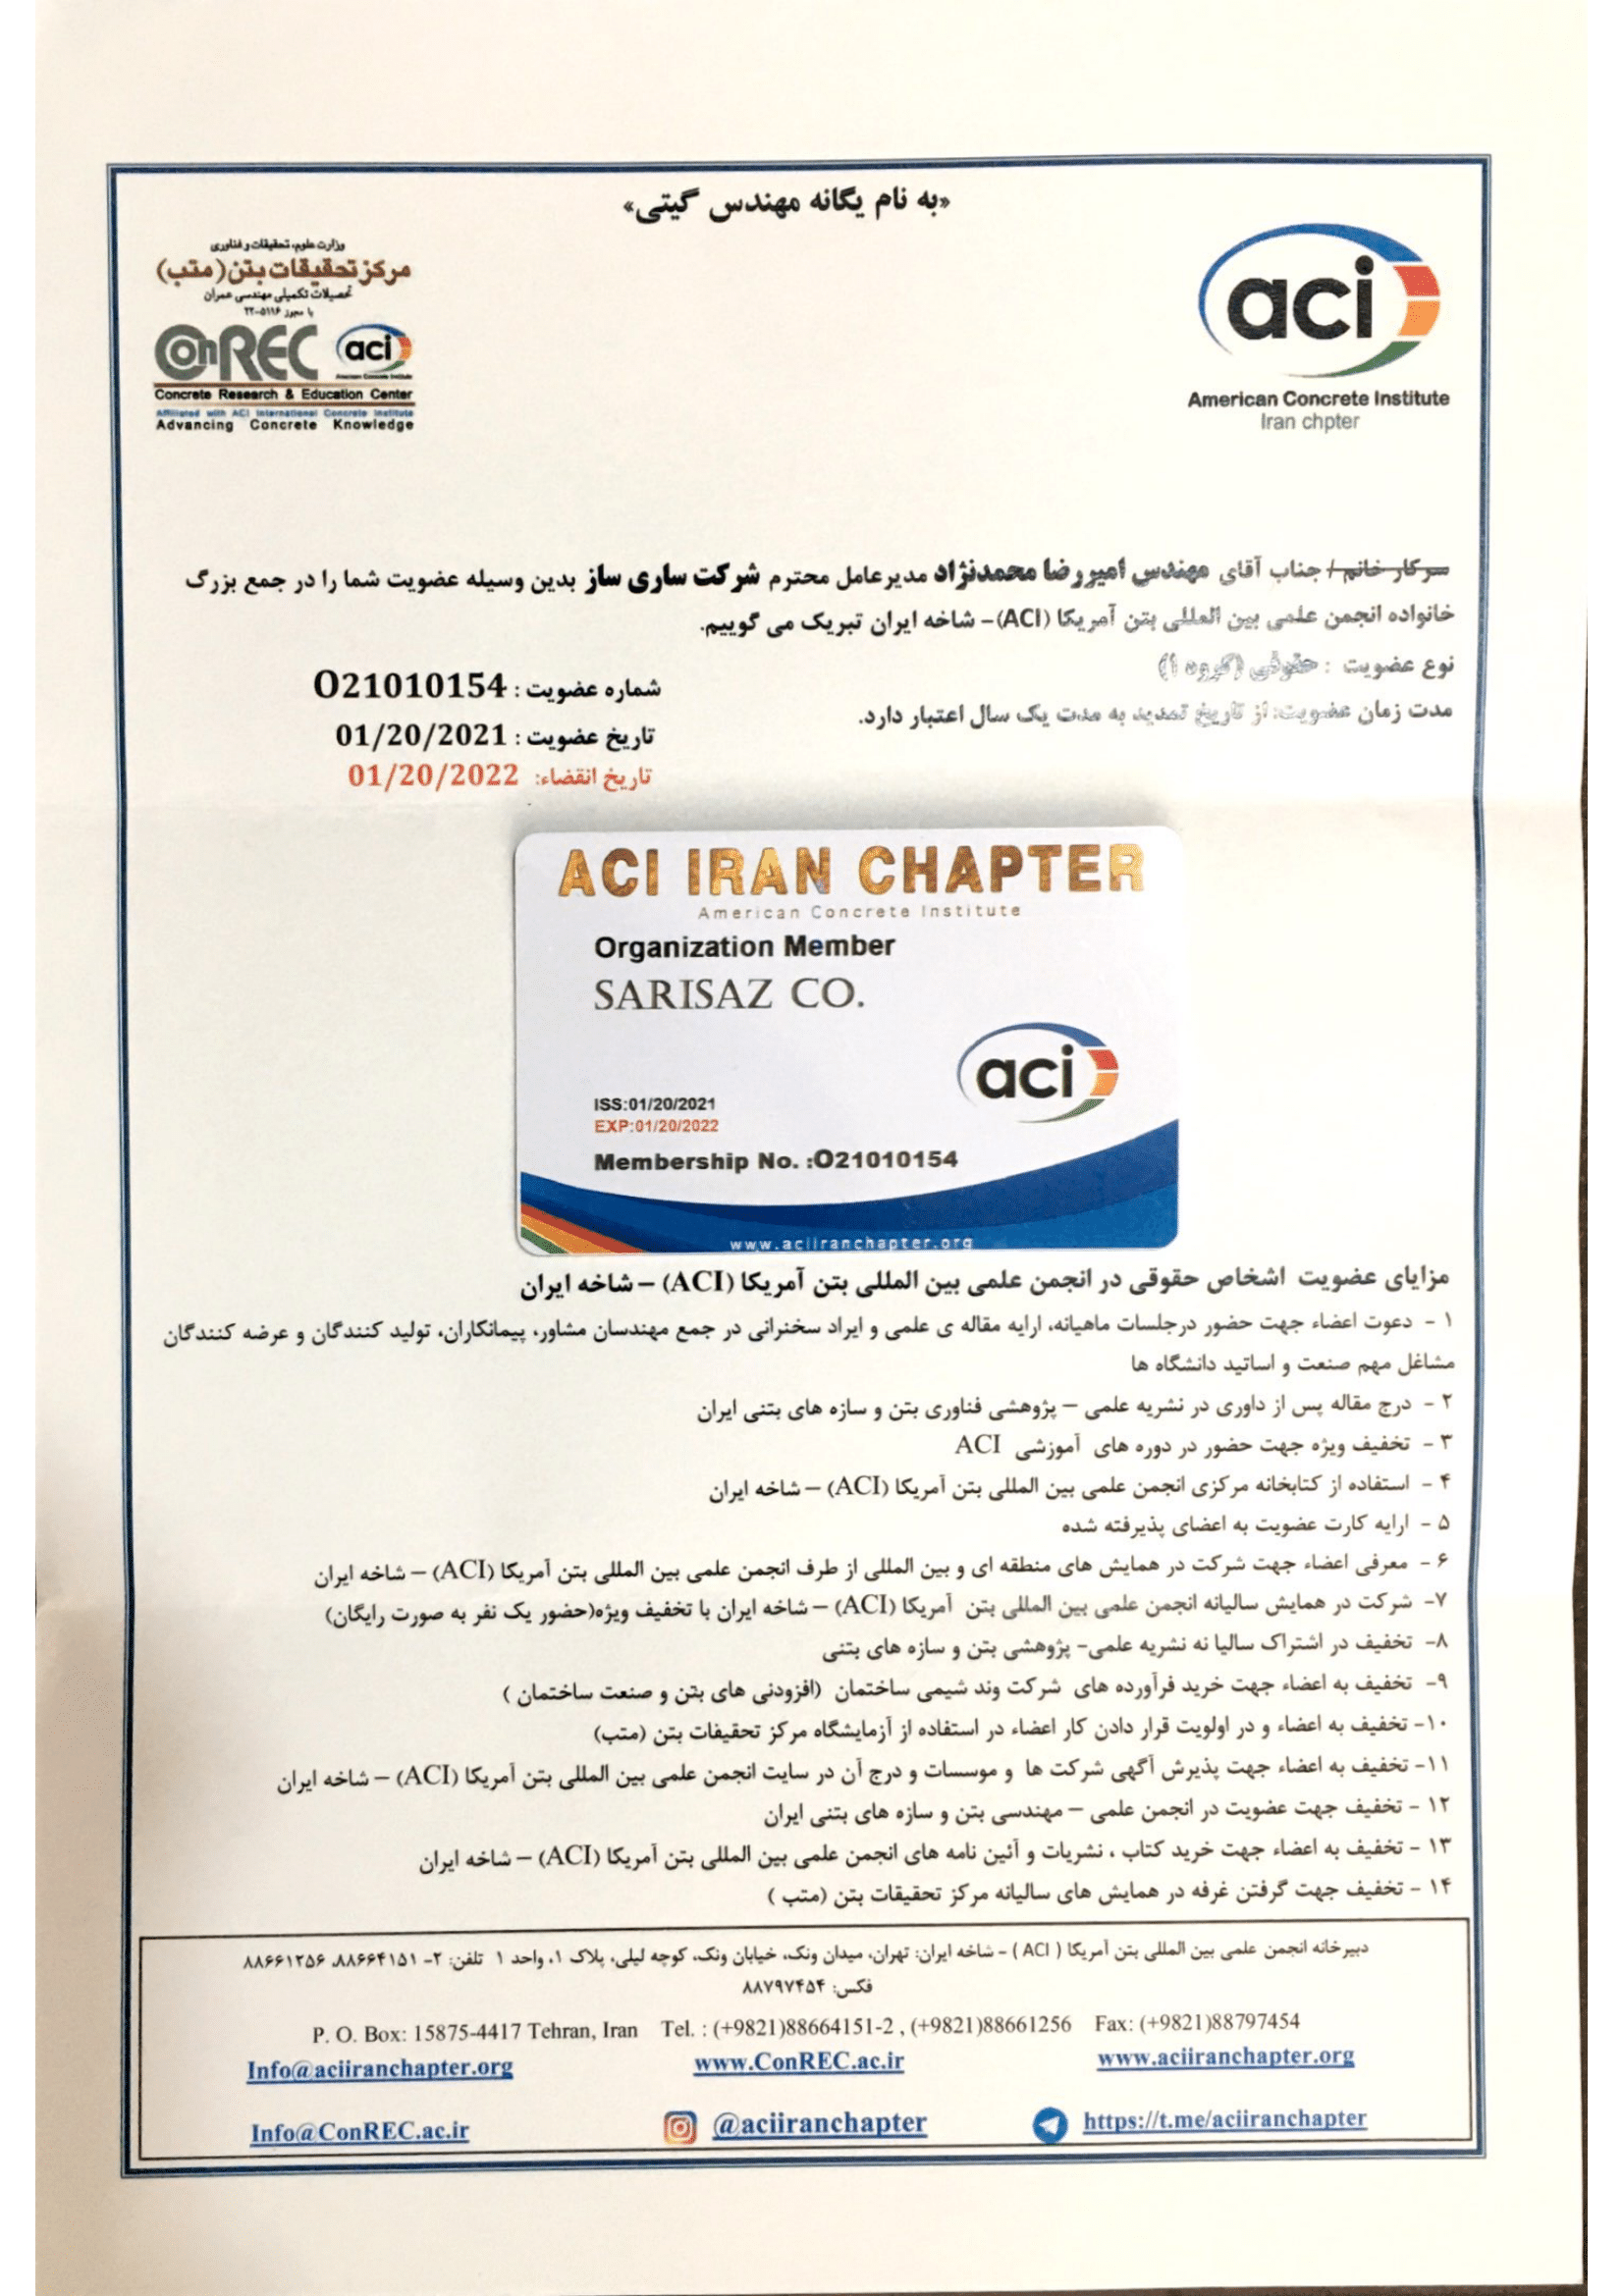 «به نام یگانه مهندس گیتی»
وزارت علوم، تحقیقات و فناوری
مرکز تحقیقات بتن (متب)
تحصیلات تکمیلی مهندسی عمران
با مجوز ۵۱۱۶-۲۲
ConREC aci
American Concrete Institute
Concrete Research & Education Center
Affiliated with ACI International Concrete Institute
Advancing Concrete Knowledge
aci
American Concrete Institute
Iran chpter
سرکار خانم / جناب آقای مهندس امیررضا محمدنژاد مدیرعامل محترم شرکت ساری ساز بدین وسیله عضویت شما را در جمع بزرگ
خانواده انجمن علمی بین المللی بتن آمریکا (ACI)- شاخه ایران تبریک می گوییم.
نوع عضویت : حقوقی (گروه ۱)
شماره عضویت : O21010154
مدت زمان عضویت: از تاریخ تمدید به مدت یک سال اعتبار دارد.
تاریخ عضویت : 01/20/2021
تاریخ انقضاء: 01/20/2022
ACI IRAN CHAPTER
American Concrete Institute
Organization Member
SARISAZ CO.
aci
ISS:01/20/2021
EXP:01/20/2022
Membership No. :O21010154
www.aciiranchapter.org
مزایای عضویت اشخاص حقوقی در انجمن علمی بین المللی بتن آمریکا (ACI) – شاخه ایران
۱ - دعوت اعضاء جهت حضور درجلسات ماهیانه، ارایه مقاله ی علمی و ایراد سخنرانی در جمع مهندسان مشاور، پیمانکاران، تولید کنندگان و عرضه کنندگان
مشاغل مهم صنعت و اساتید دانشگاه ها
۲ - درج مقاله پس از داوری در نشریه علمی – پژوهشی فناوری بتن و سازه های بتنی ایران
۳ - تخفیف ویژه جهت حضور در دوره های آموزشی ACI
۴ - استفاده از کتابخانه مرکزی انجمن علمی بین المللی بتن آمریکا (ACI) – شاخه ایران
۵ - ارایه کارت عضویت به اعضای پذیرفته شده
۶ - معرفی اعضاء جهت شرکت در همایش های منطقه ای و بین المللی از طرف انجمن علمی بین المللی بتن آمریکا (ACI) – شاخه ایران
۷- شرکت در همایش سالیانه انجمن علمی بین المللی بتن آمریکا (ACI) – شاخه ایران با تخفیف ویژه(حضور یک نفر به صورت رایگان)
۸- تخفیف در اشتراک سالیا نه نشریه علمی- پژوهشی بتن و سازه های بتنی
۹- تخفیف به اعضاء جهت خرید فرآورده های شرکت وند شیمی ساختمان (افزودنی های بتن و صنعت ساختمان )
۱۰- تخفیف به اعضاء و در اولویت قرار دادن کار اعضاء در استفاده از آزمایشگاه مرکز تحقیقات بتن (متب)
۱۱- تخفیف به اعضاء جهت پذیرش آگهی شرکت ها و موسسات و درج آن در سایت انجمن علمی بین المللی بتن آمریکا (ACI) – شاخه ایران
۱۲ - تخفیف جهت عضویت در انجمن علمی – مهندسی بتن و سازه های بتنی ایران
۱۳ - تخفیف به اعضاء جهت خرید کتاب ، نشریات و آئین نامه های انجمن علمی بین المللی بتن آمریکا (ACI) – شاخه ایران
۱۴ - تخفیف جهت گرفتن غرفه در همایش های سالیانه مرکز تحقیقات بتن (متب )
دبیرخانه انجمن علمی بین المللی بتن آمریکا ( ACI ) - شاخه ایران: تهران، میدان ونک، خیابان ونک، کوچه لیلی، پلاک ۱، واحد ۱ تلفن: ۲- ۸۸۶۶۴۱۵۱، ۸۸۶۶۱۲۵۶
فکس: ۸۸۷۹۷۴۵۴
P. O. Box: 15875-4417 Tehran, Iran Tel. : (+9821)88664151-2 , (+9821)88661256 Fax: (+9821)88797454
Info@aciiranchapter.org www.ConREC.ac.ir www.aciiranchapter.org
Info@ConREC.ac.ir @aciiranchapter https://t.me/aciiranchapter